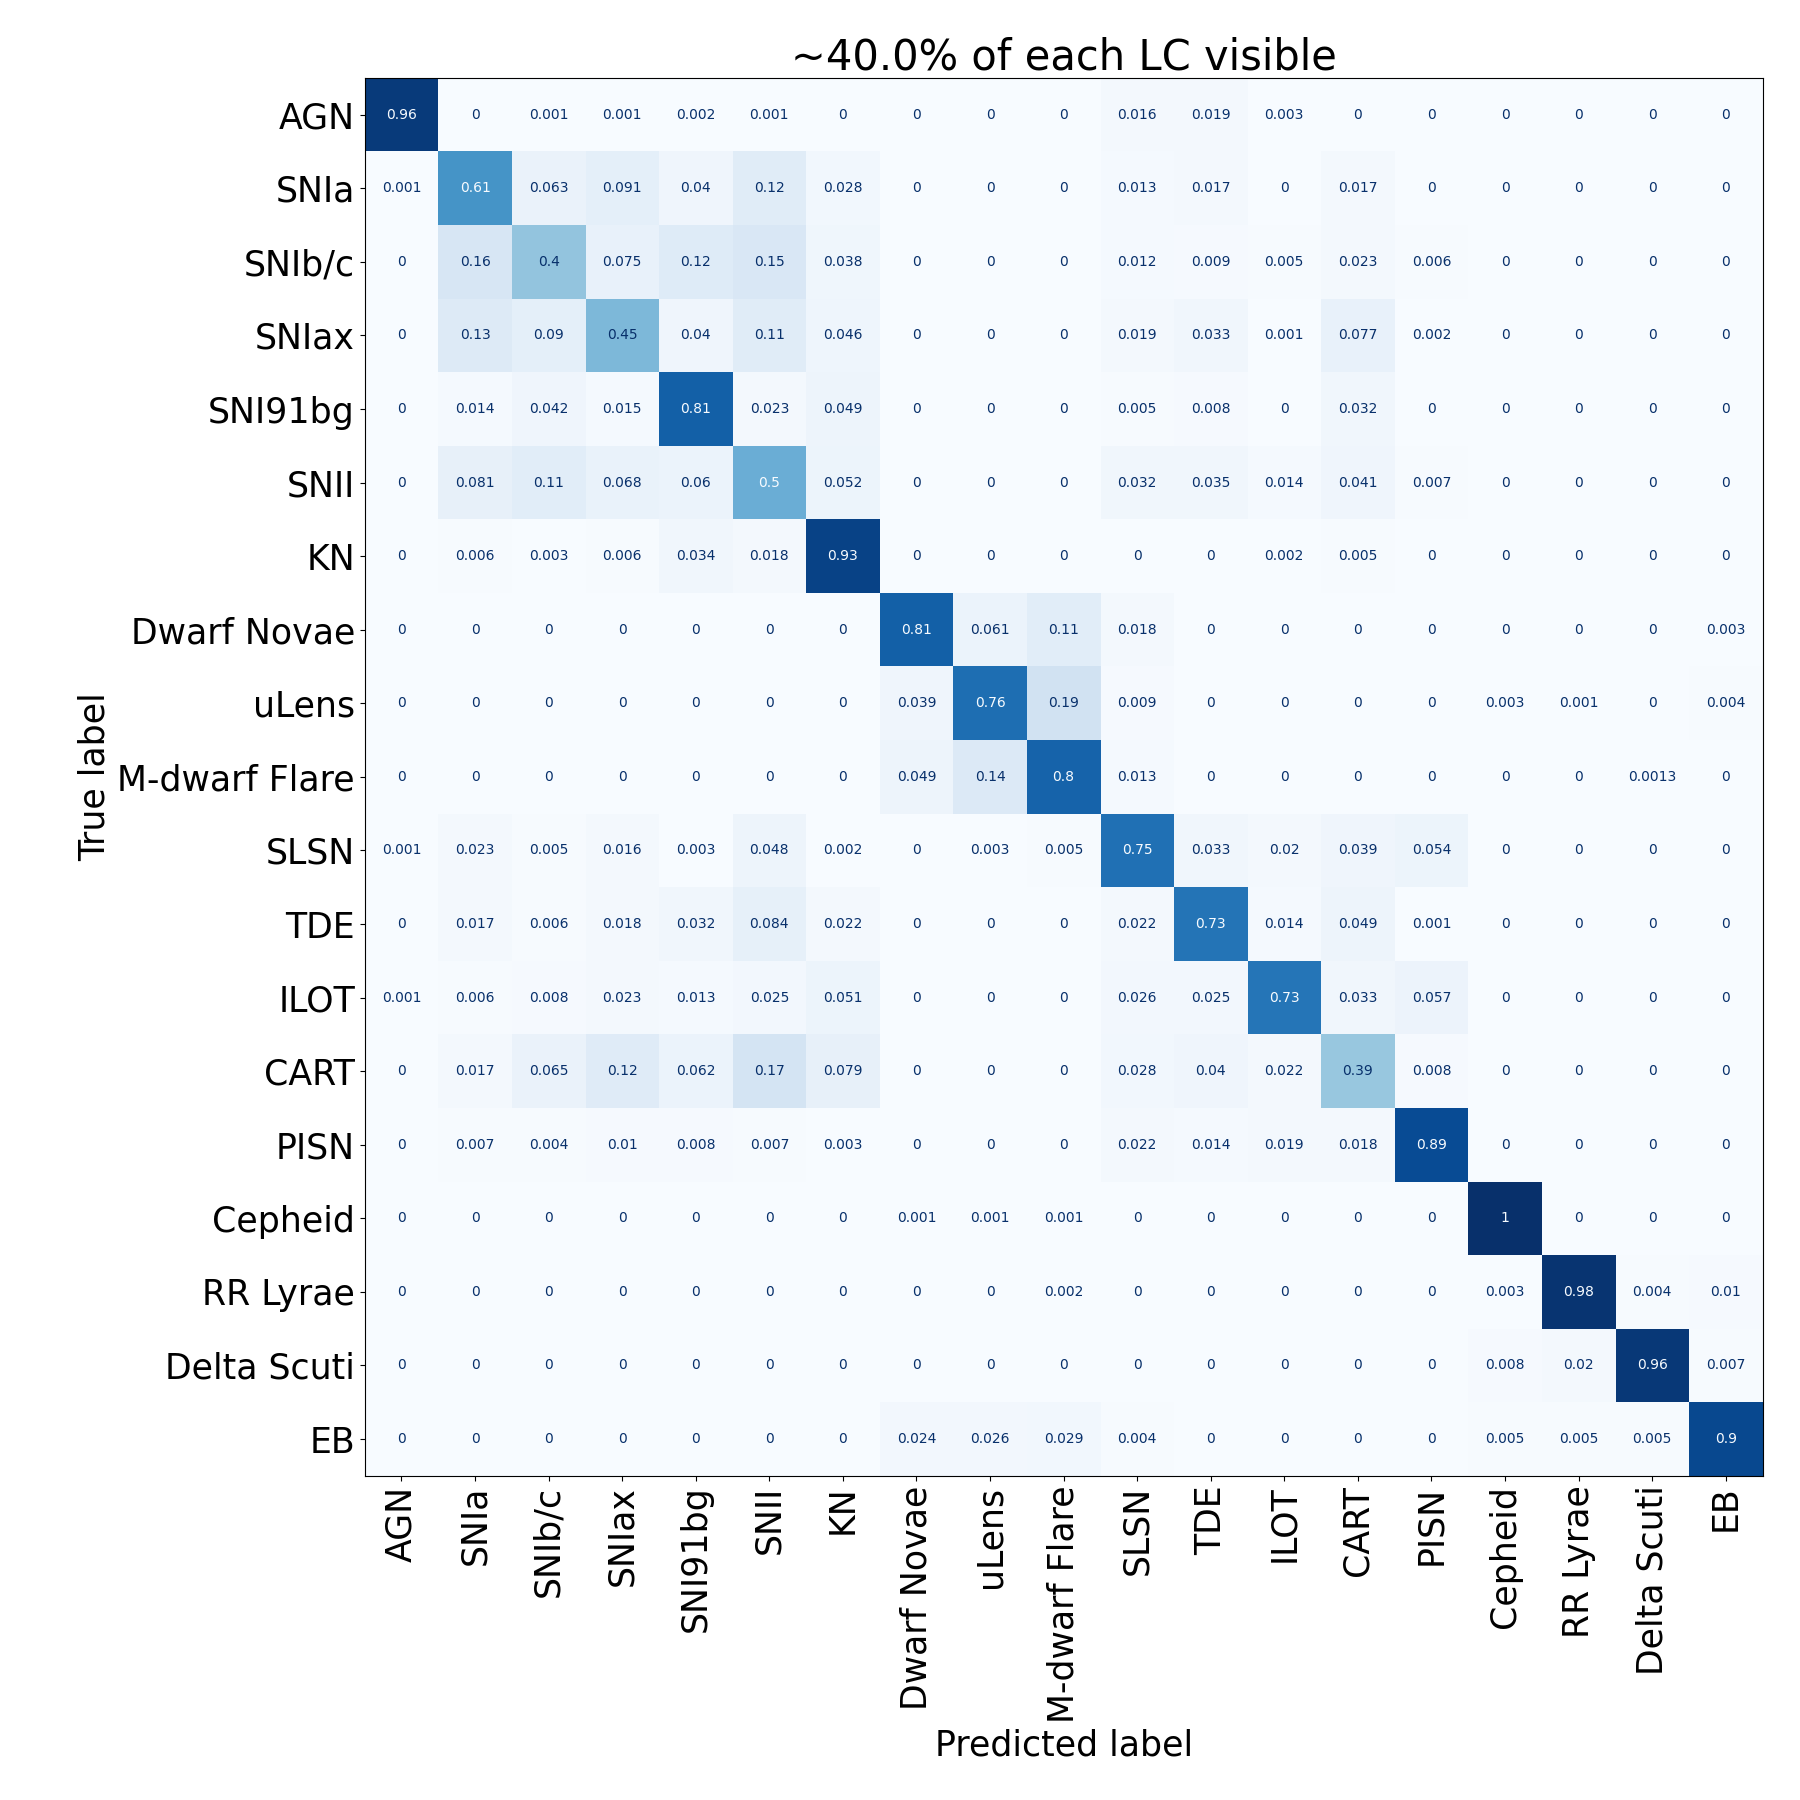 ~40.0% of each LC visible
True label
AGN 0.96 0 0.001 0.001 0.002 0.001 0 0 0 0 0.016 0.019 0.003 0 0 0 0 0 0
SNIa 0.001 0.61 0.063 0.091 0.04 0.12 0.028 0 0 0 0.013 0.017 0 0.017 0 0 0 0 0
SNIb/c 0 0.16 0.4 0.075 0.12 0.15 0.038 0 0 0 0.012 0.009 0.005 0.023 0.006 0 0 0 0
SNIax 0 0.13 0.09 0.45 0.04 0.11 0.046 0 0 0 0.019 0.033 0.001 0.077 0.002 0 0 0 0
SNI91bg 0 0.014 0.042 0.015 0.81 0.023 0.049 0 0 0 0.005 0.008 0 0.032 0 0 0 0 0
SNII 0 0.081 0.11 0.068 0.06 0.5 0.052 0 0 0 0.032 0.035 0.014 0.041 0.007 0 0 0 0
KN 0 0.006 0.003 0.006 0.034 0.018 0.93 0 0 0 0 0 0.002 0.005 0 0 0 0 0
Dwarf Novae 0 0 0 0 0 0 0 0.81 0.061 0.11 0.018 0 0 0 0 0 0 0 0.003
uLens 0 0 0 0 0 0 0 0.039 0.76 0.19 0.009 0 0 0 0 0.003 0.001 0 0.004
M-dwarf Flare 0 0 0 0 0 0 0 0.049 0.14 0.8 0.013 0 0 0 0 0 0 0.0013 0
SLSN 0.001 0.023 0.005 0.016 0.003 0.048 0.002 0 0.003 0.005 0.75 0.033 0.02 0.039 0.054 0 0 0 0
TDE 0 0.017 0.006 0.018 0.032 0.084 0.022 0 0 0 0.022 0.73 0.014 0.049 0.001 0 0 0 0
ILOT 0.001 0.006 0.008 0.023 0.013 0.025 0.051 0 0 0 0.026 0.025 0.73 0.033 0.057 0 0 0 0
CART 0 0.017 0.065 0.12 0.062 0.17 0.079 0 0 0 0.028 0.04 0.022 0.39 0.008 0 0 0 0
PISN 0 0.007 0.004 0.01 0.008 0.007 0.003 0 0 0 0.022 0.014 0.019 0.018 0.89 0 0 0 0
Cepheid 0 0 0 0 0 0 0 0.001 0.001 0.001 0 0 0 0 0 1 0 0 0
RR Lyrae 0 0 0 0 0 0 0 0 0 0.002 0 0 0 0 0 0.003 0.98 0.004 0.01
Delta Scuti 0 0 0 0 0 0 0 0 0 0 0 0 0 0 0 0.008 0.02 0.96 0.007
EB 0 0 0 0 0 0 0 0.024 0.026 0.029 0.004 0 0 0 0 0.005 0.005 0.005 0.9
AGN SNIa SNIb/c SNIax SNI91bg SNII KN Dwarf Novae uLens M-dwarf Flare SLSN TDE ILOT CART PISN Cepheid RR Lyrae Delta Scuti EB
Predicted label